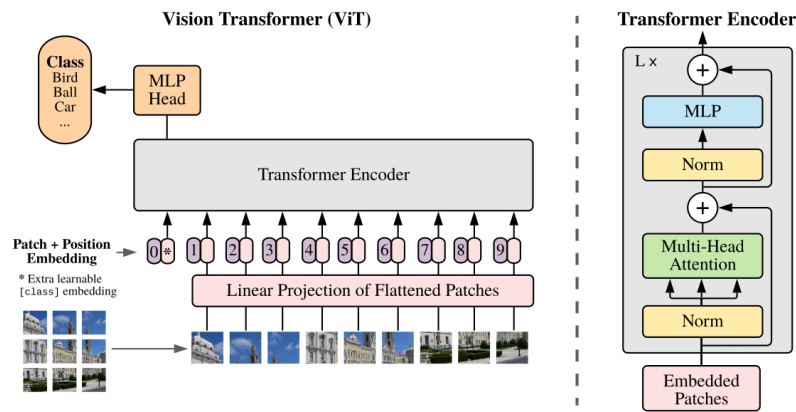 Vision Transformer (ViT)
Class
Bird
Ball
Car
...
MLP
Head
Transformer Encoder
Patch + Position
Embedding
0 * 1 2 3 4 5 6 7 8 9
* Extra learnable
[class] embedding
Linear Projection of Flattened Patches
Transformer Encoder
L x
+
MLP
Norm
+
Multi-Head
Attention
Norm
Embedded
Patches